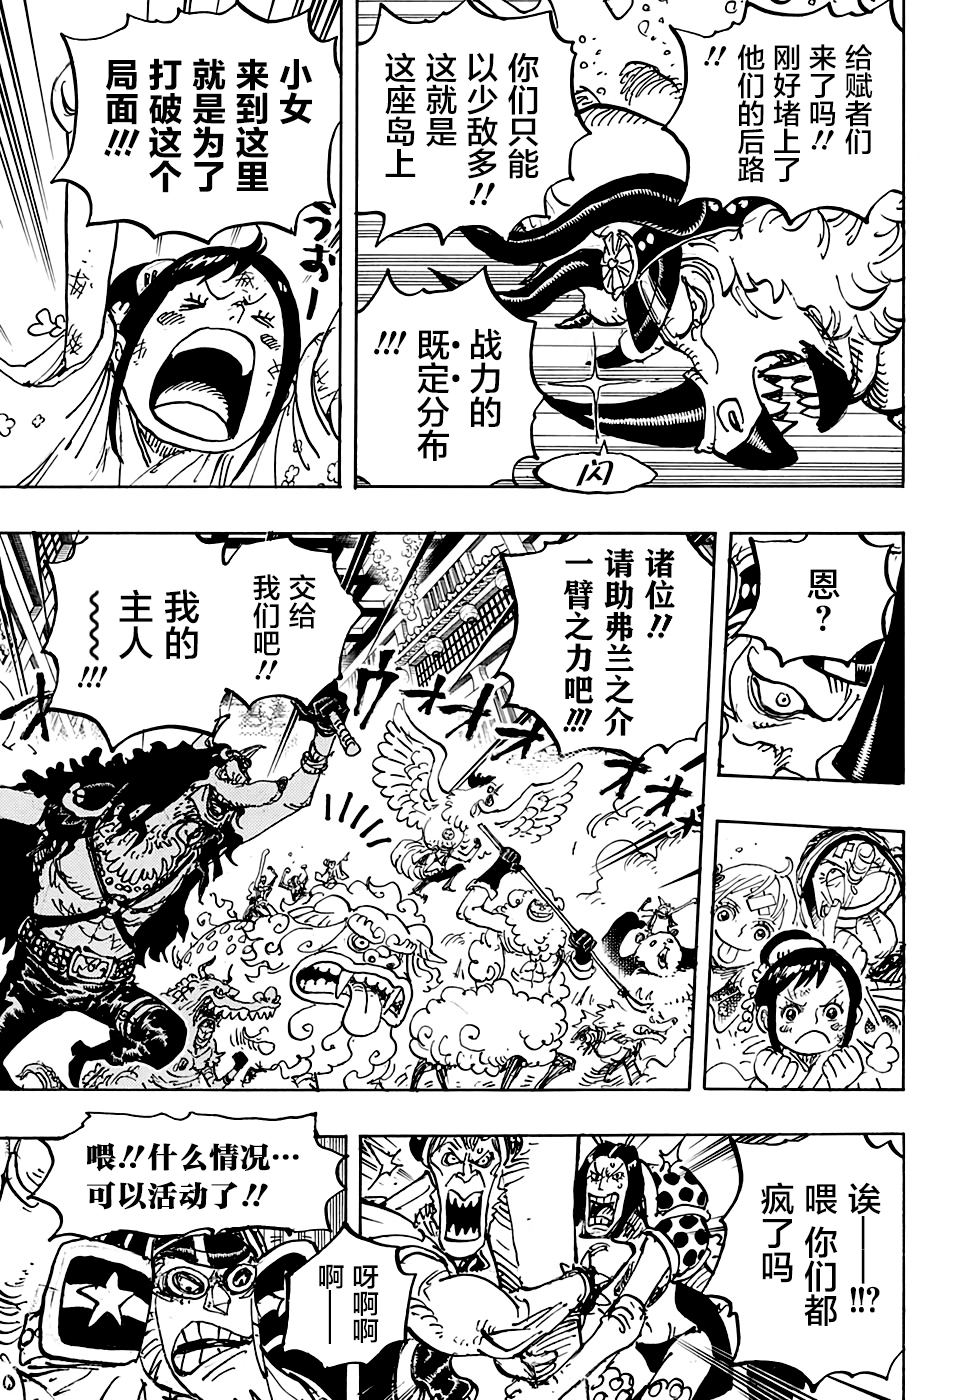 给赋者们
来了吗!!
刚好堵上了
他们的后路
!!
你们只能
以少敌多!!
这就是
这座岛上
战力的
既定分布
!!!
闪
小女
来到这里
就是为了
打破这个
局面!!!
うおー
恩?
诸位!!
请助弗兰之介
一臂之力吧!!!
交给
我们吧!!
我的
主人
~~~!!!
诶——!!?
喂 你们都
疯了吗
呀啊啊
啊—
喂!!什么情况…
可以活动了!!